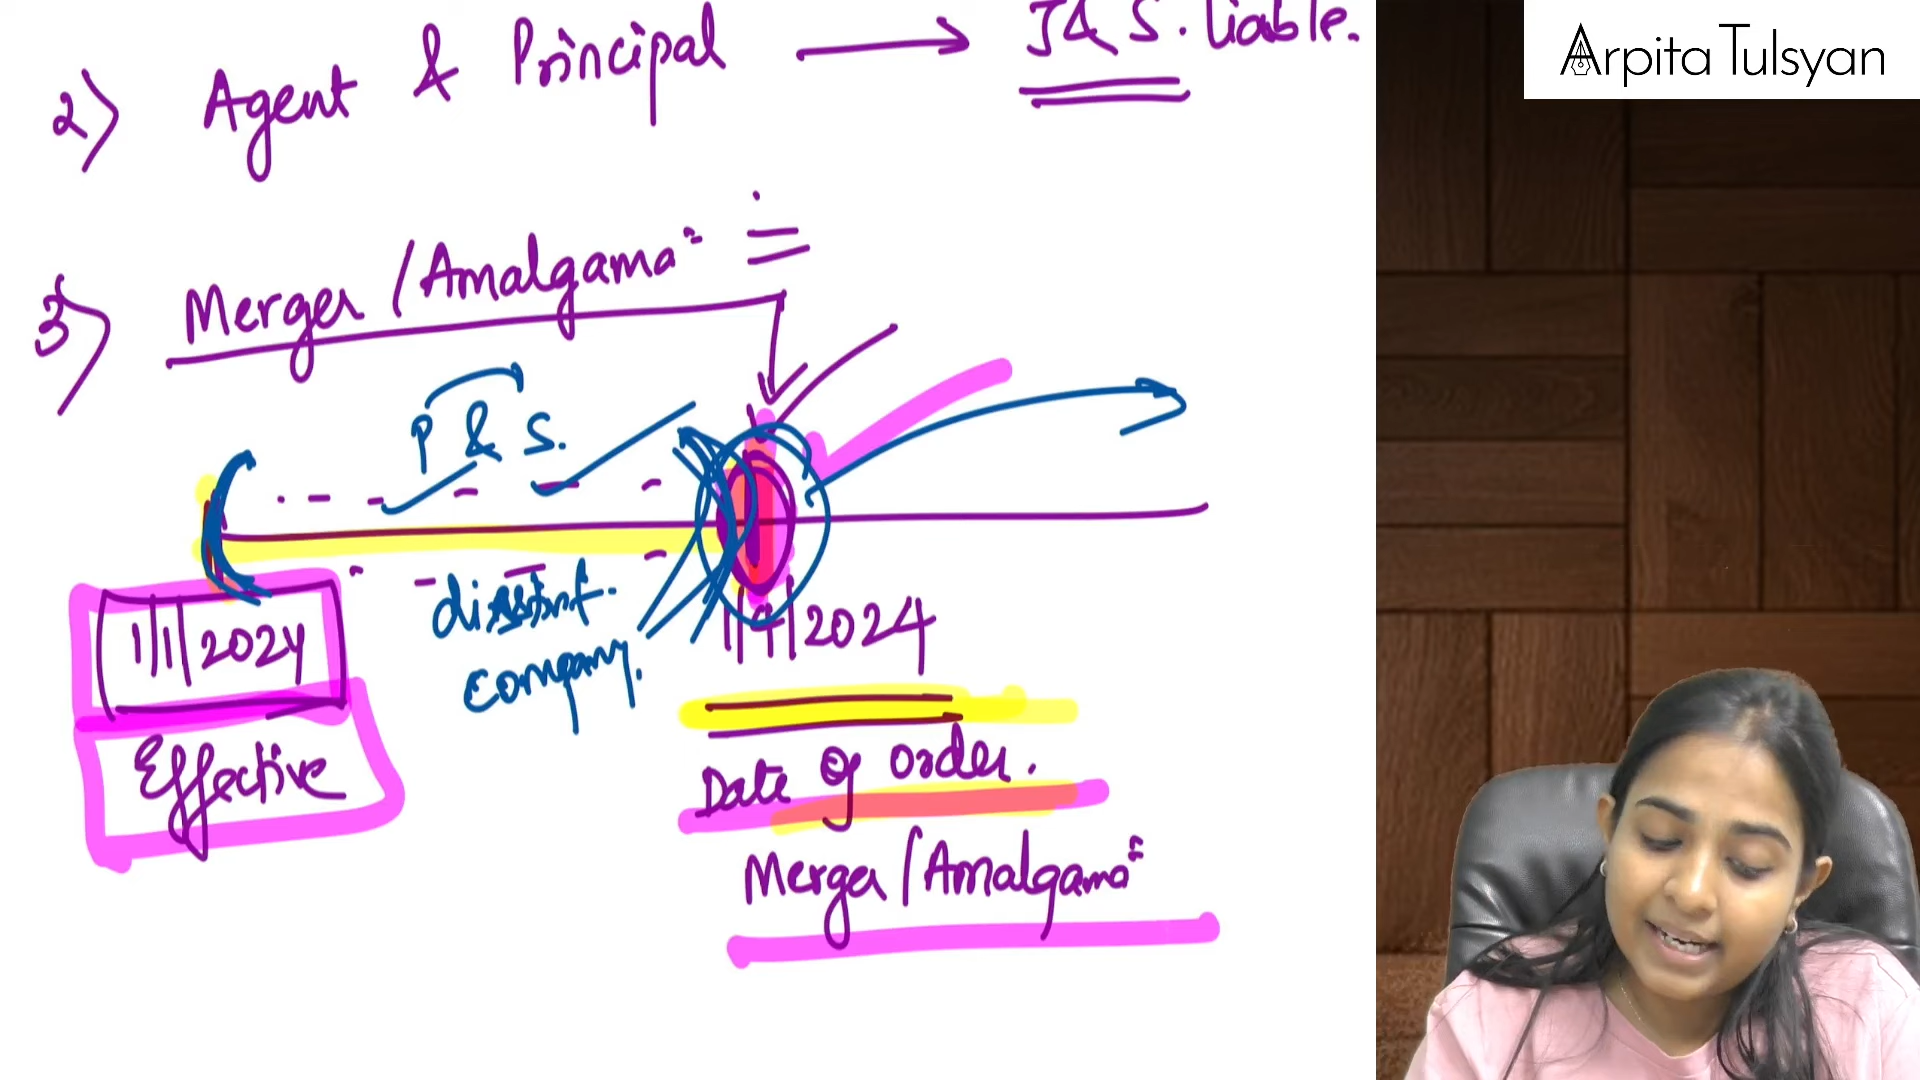 Arpita Tulsyan
2) Agent & Principal → J & S. liable.
3) Merger / Amalgama⁼
P & S.
distinct company.
1/1/2024
Effective
1/4/2024
Date of order.
Merger / Amalgama⁼